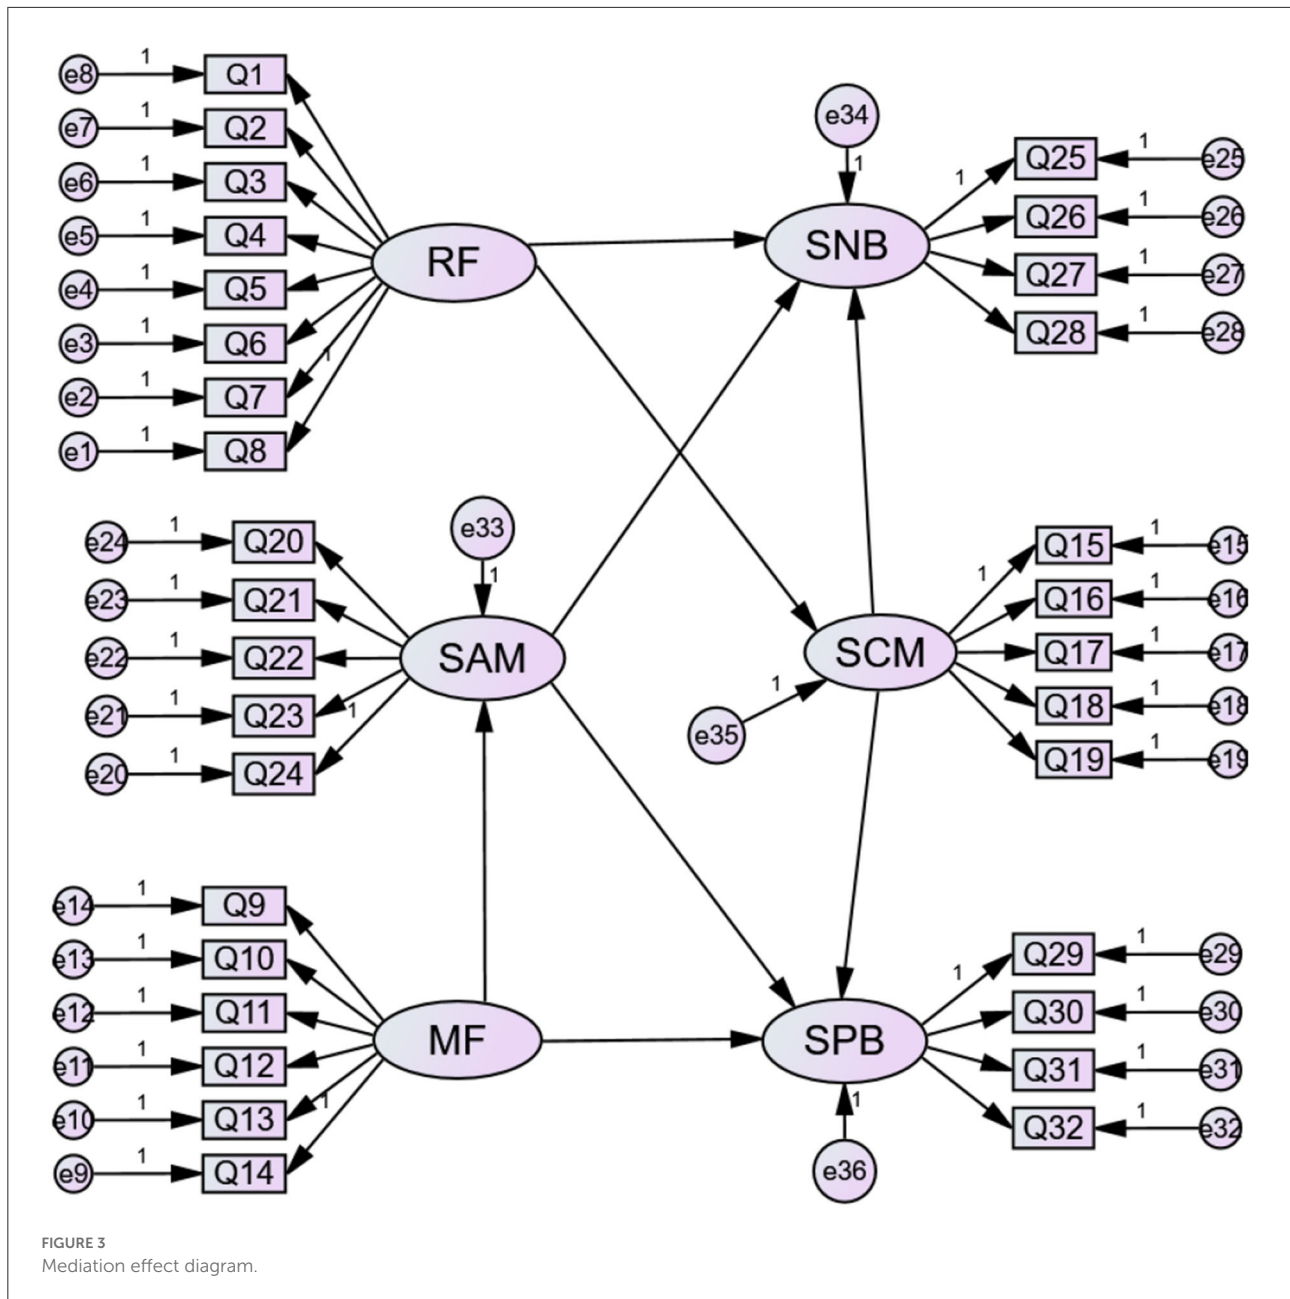 e8 1 Q1
e7 1 Q2
e6 1 Q3
e5 1 Q4
e4 1 Q5
e3 1 Q6
1
e2 1 Q7
e1 1 Q8
RF
e34
1
SNB
1 Q25 1 e25
Q26 1 e26
Q27 1 e27
Q28 1 e28
e24 1 Q20
e23 1 Q21
e22 1 Q22
e21 1 Q23
1
e20 1 Q24
e33
1
SAM
SCM
1
e35
1 Q15 1 e15
Q16 1 e16
Q17 1 e17
Q18 1 e18
Q19 1 e19
e14 1 Q9
e13 1 Q10
e12 1 Q11
e11 1 Q12
e10 1 Q13
1
e9 1 Q14
MF
SPB
1
e36
1 Q29 1 e29
Q30 1 e30
Q31 1 e31
Q32 1 e32
FIGURE 3
Mediation effect diagram.